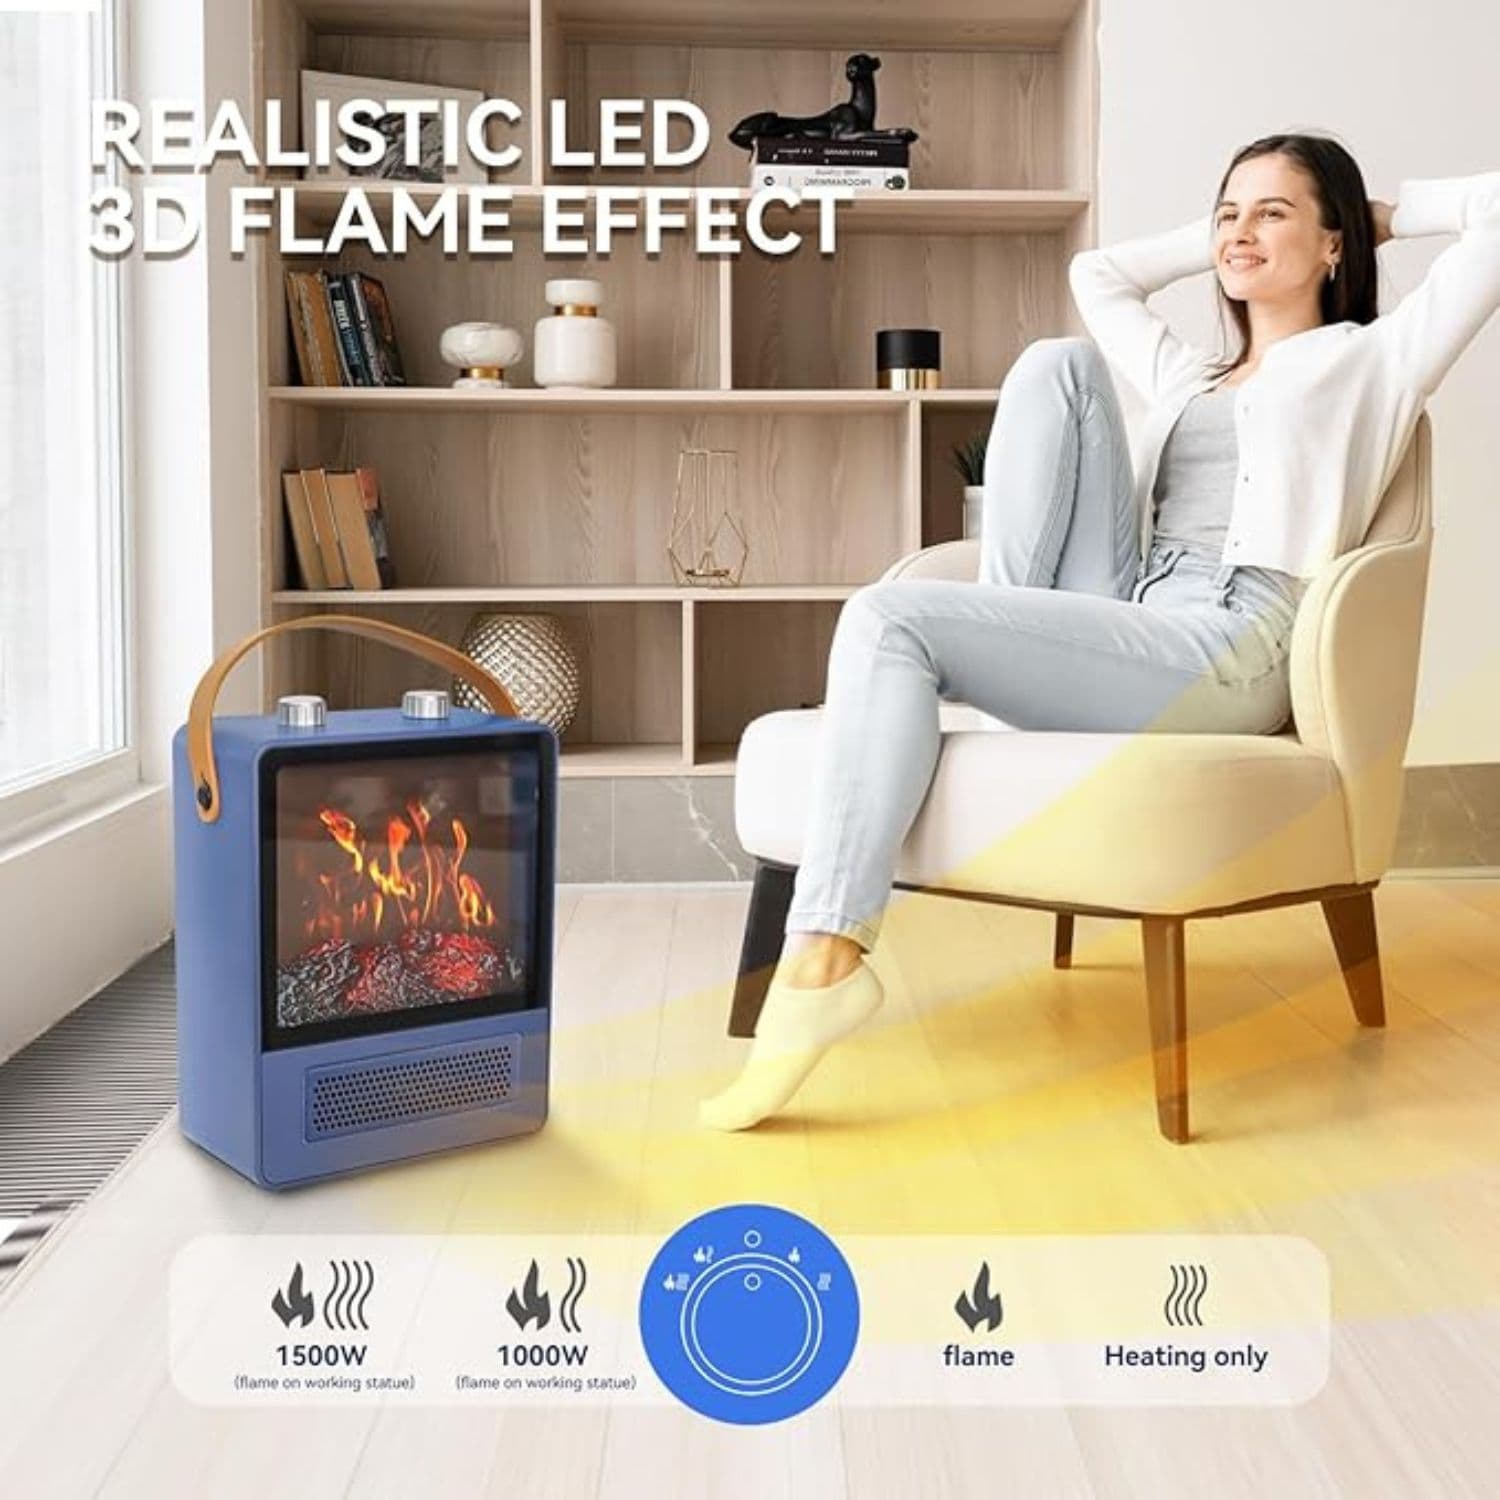 REALISTIC LED
3D FLAME EFFECT
1500W
(flame on working statue)
1000W
(flame on working statue)
flame
Heating only